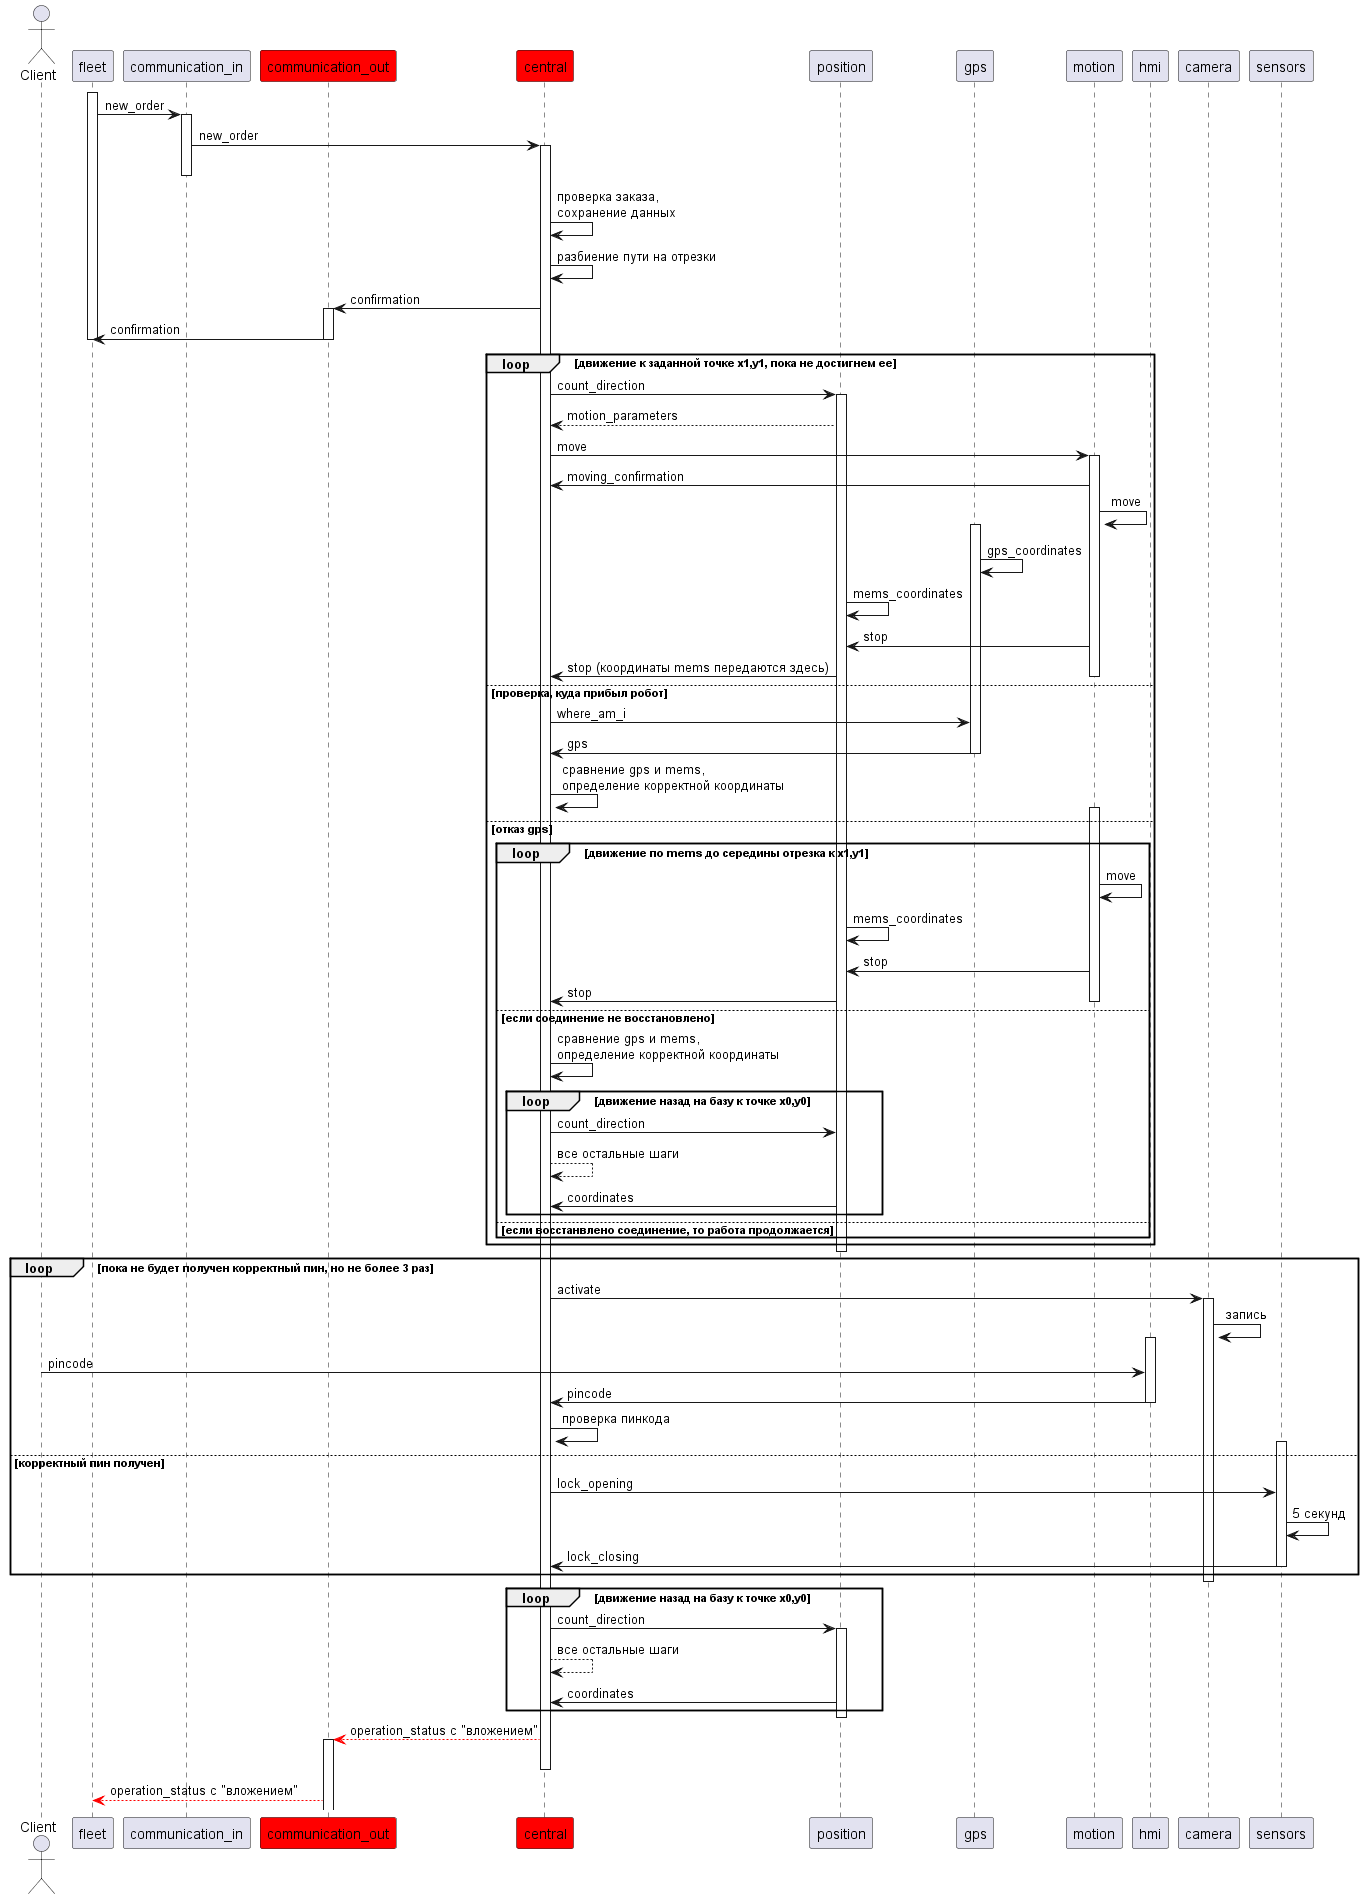 Client
fleet
communication_in
communication_out
central
position
gps
motion
hmi
camera
sensors
new_order
new_order
проверка заказа,
сохранение данных
разбиение пути на отрезки
confirmation
confirmation
loop
[движение к заданной точке x1,y1, пока не достигнем ее]
count_direction
motion_parameters
move
moving_confirmation
move
gps_coordinates
mems_coordinates
stop
stop (координаты mems передаются здесь)
[проверка, куда прибыл робот]
where_am_i
gps
сравнение gps и mems,
определение корректной координаты
[отказ gps]
loop
[движение по mems до середины отрезка к x1,y1]
move
mems_coordinates
stop
stop
[если соединение не восстановлено]
сравнение gps и mems,
определение корректной координаты
loop
[движение назад на базу к точке x0,y0]
count_direction
все остальные шаги
coordinates
[если восстанвлено соединение, то работа продолжается]
loop
[пока не будет получен корректный пин, но не более 3 раз]
activate
запись
pincode
pincode
проверка пинкода
[корректный пин получен]
lock_opening
5 секунд
lock_closing
loop
[движение назад на базу к точке x0,y0]
count_direction
все остальные шаги
coordinates
operation_status с "вложением"
operation_status с "вложением"
Client
fleet
communication_in
communication_out
central
position
gps
motion
hmi
camera
sensors